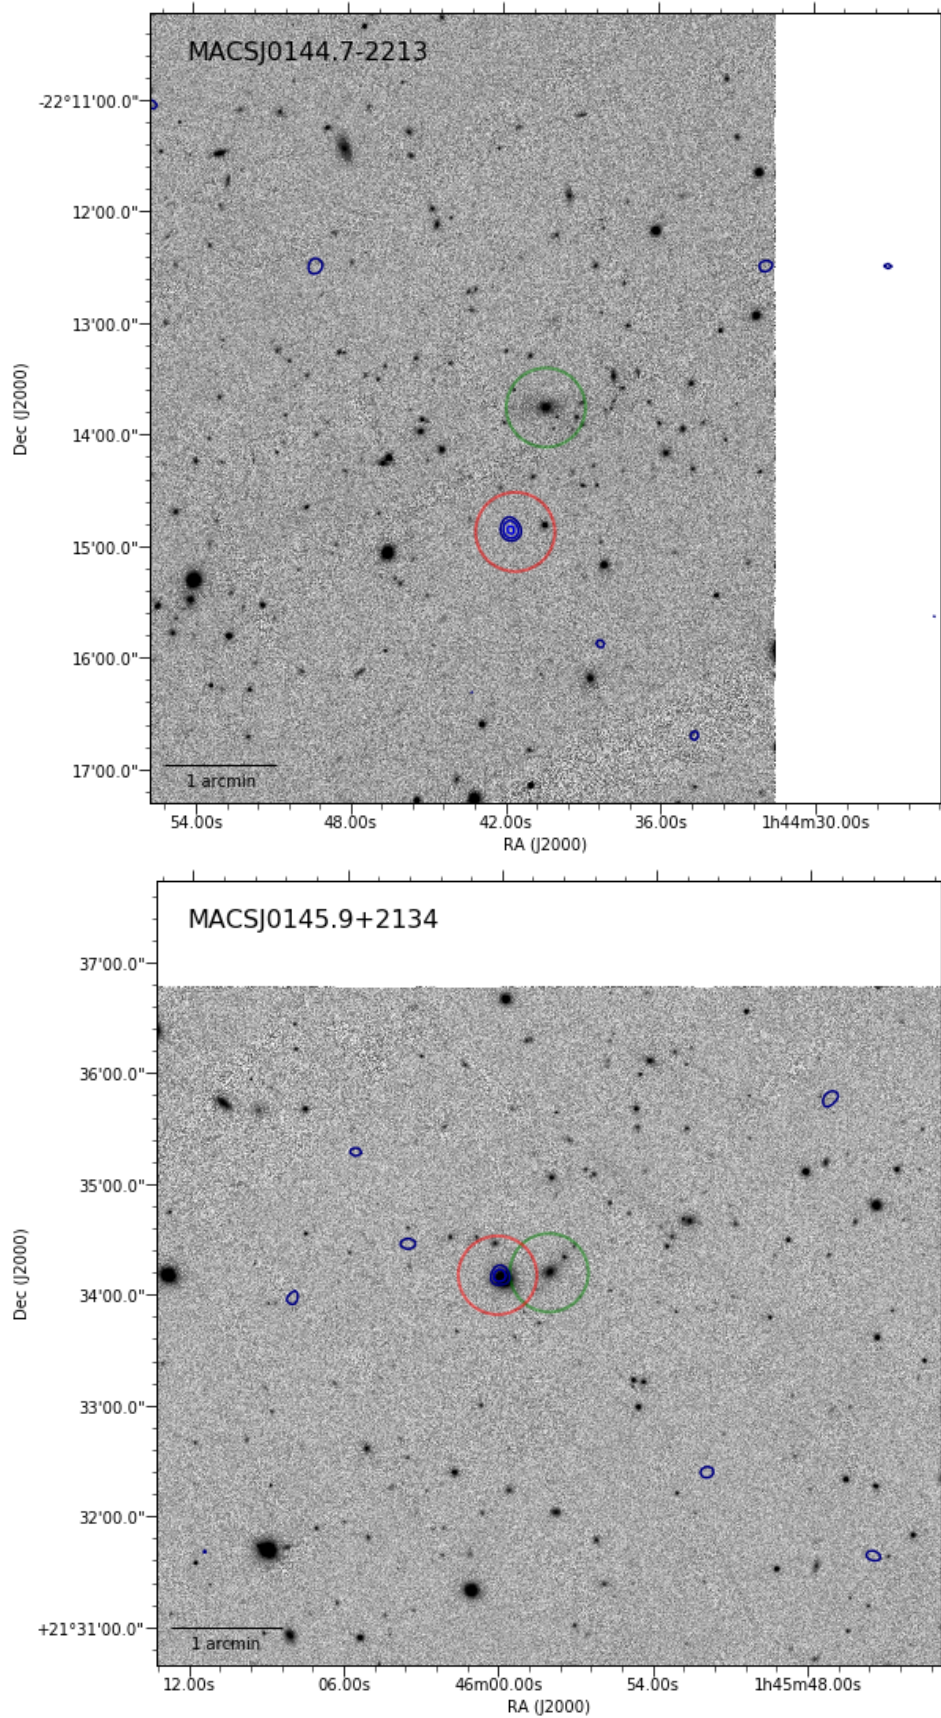 MACSJ0144.7-2213
-22°11'00.0"
12'00.0"
13'00.0"
14'00.0"
15'00.0"
16'00.0"
17'00.0"
Dec (J2000)
1 arcmin
54.00s 48.00s 42.00s 36.00s 1h44m30.00s
RA (J2000)
MACSJ0145.9+2134
37'00.0"
36'00.0"
35'00.0"
34'00.0"
33'00.0"
32'00.0"
+21°31'00.0"
Dec (J2000)
1 arcmin
12.00s 06.00s 46m00.00s 54.00s 1h45m48.00s
RA (J2000)